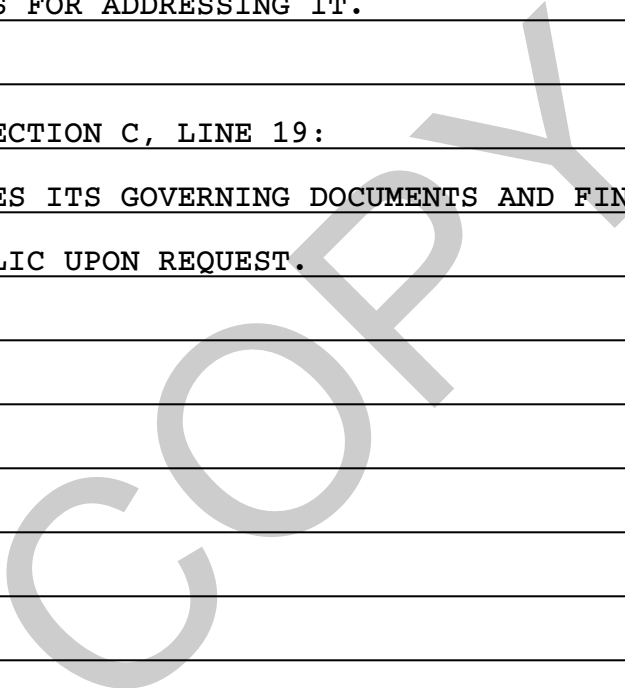 S FOR ADDRESSING IT.
ECTION C, LINE 19:
ES ITS GOVERNING DOCUMENTS AND FIN
LIC UPON REQUEST.
COPY